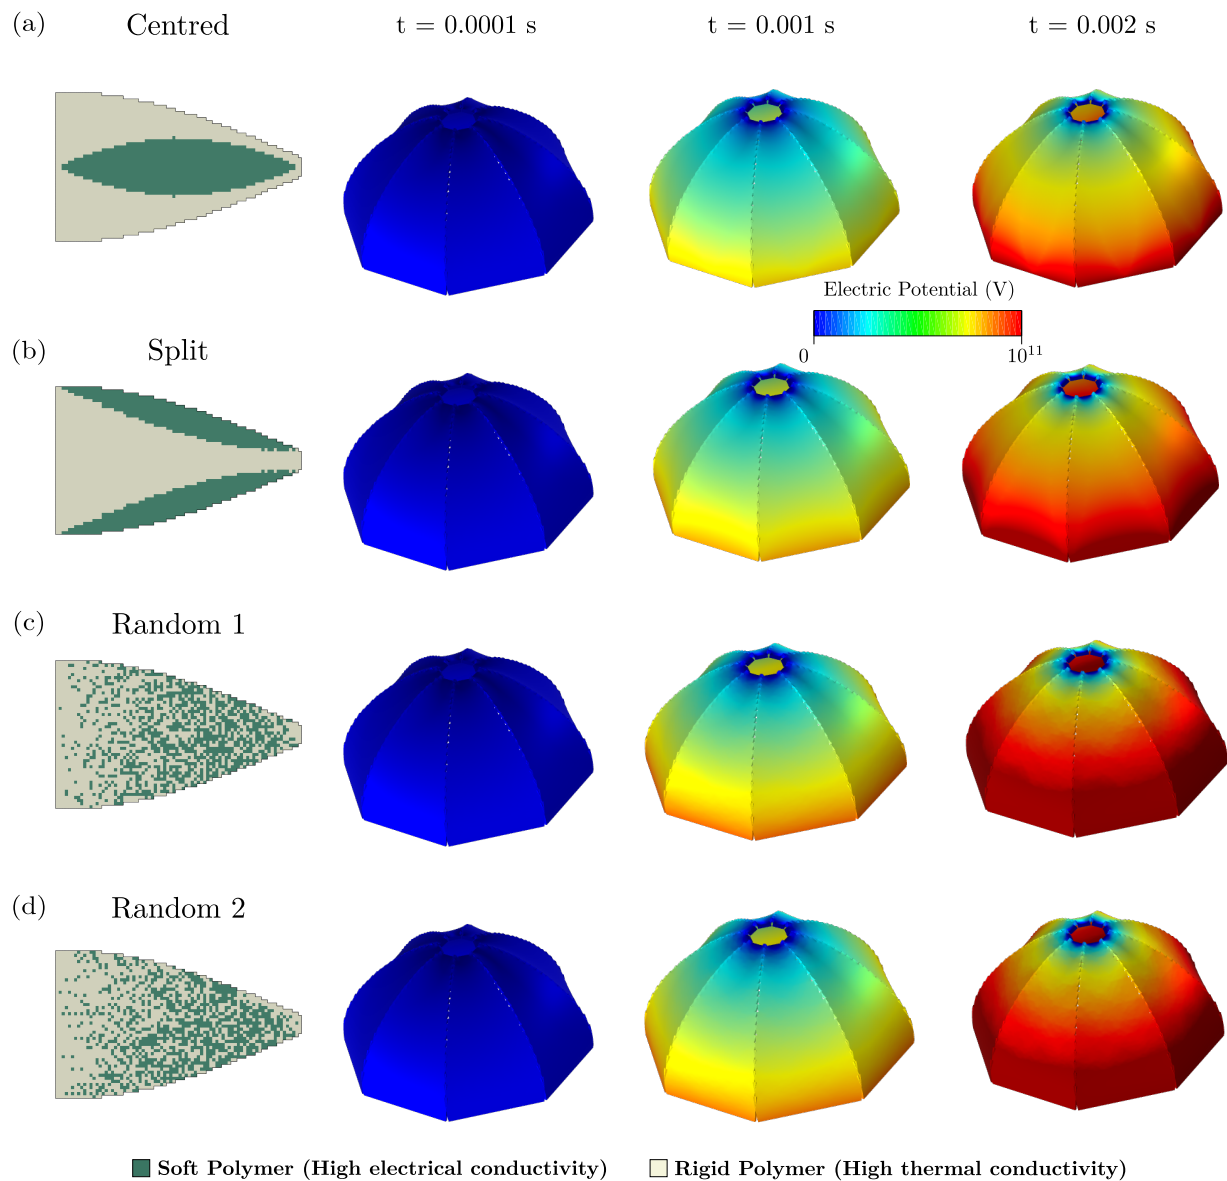 (a) Centred t = 0.0001 s t = 0.001 s t = 0.002 s
Electric Potential (V)
0 10¹¹
(b) Split
(c) Random 1
(d) Random 2
Soft Polymer (High electrical conductivity) Rigid Polymer (High thermal conductivity)